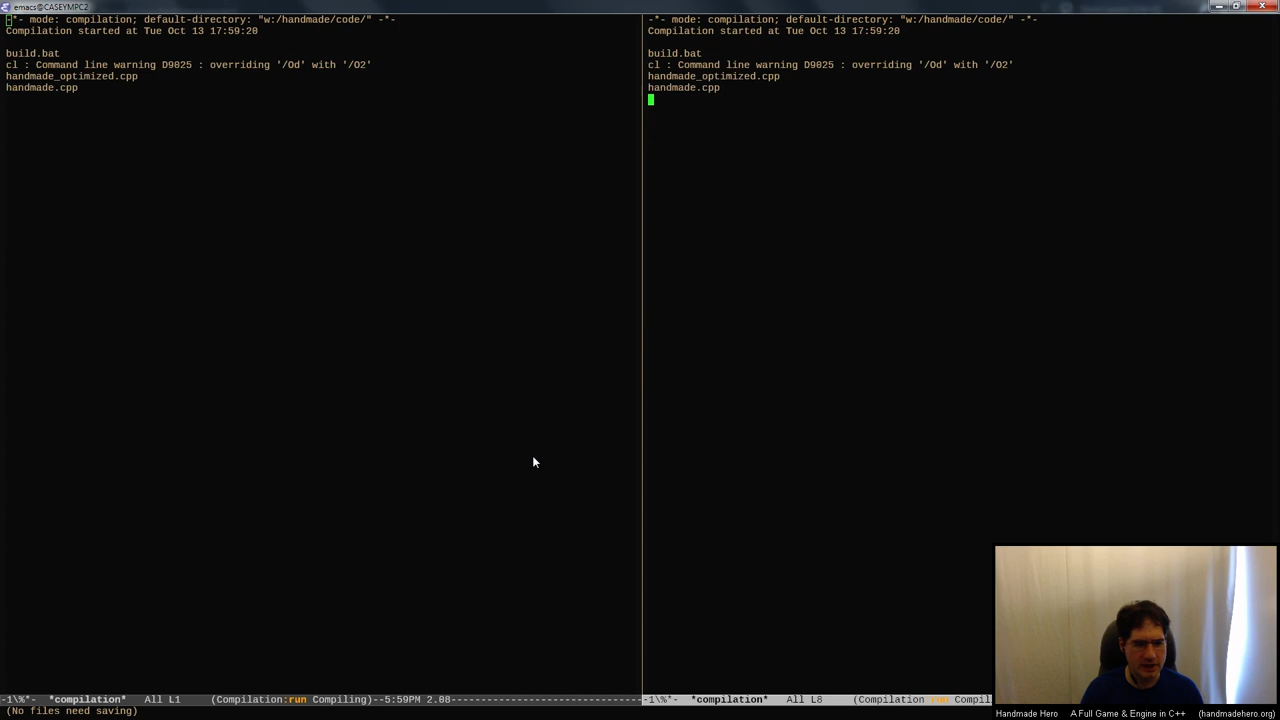 emacs@CASEYMPC2
-*- mode: compilation; default-directory: "w:/handmade/code/" -*-
Compilation started at Tue Oct 13 17:59:20
build.bat
cl : Command line warning D9025 : overriding '/Od' with '/O2'
handmade_optimized.cpp
handmade.cpp
-1\%*- *compilation* All L1 (Compilation:run Compiling)--5:59PM 2.08
-*- mode: compilation; default-directory: "w:/handmade/code/" -*-
Compilation started at Tue Oct 13 17:59:20
build.bat
cl : Command line warning D9025 : overriding '/Od' with '/O2'
handmade_optimized.cpp
handmade.cpp
-1\%*- *compilation* All L8 (Compilation:run Compil
(No files need saving)
Handmade Hero A Full Game & Engine in C++ (handmadehero.org)